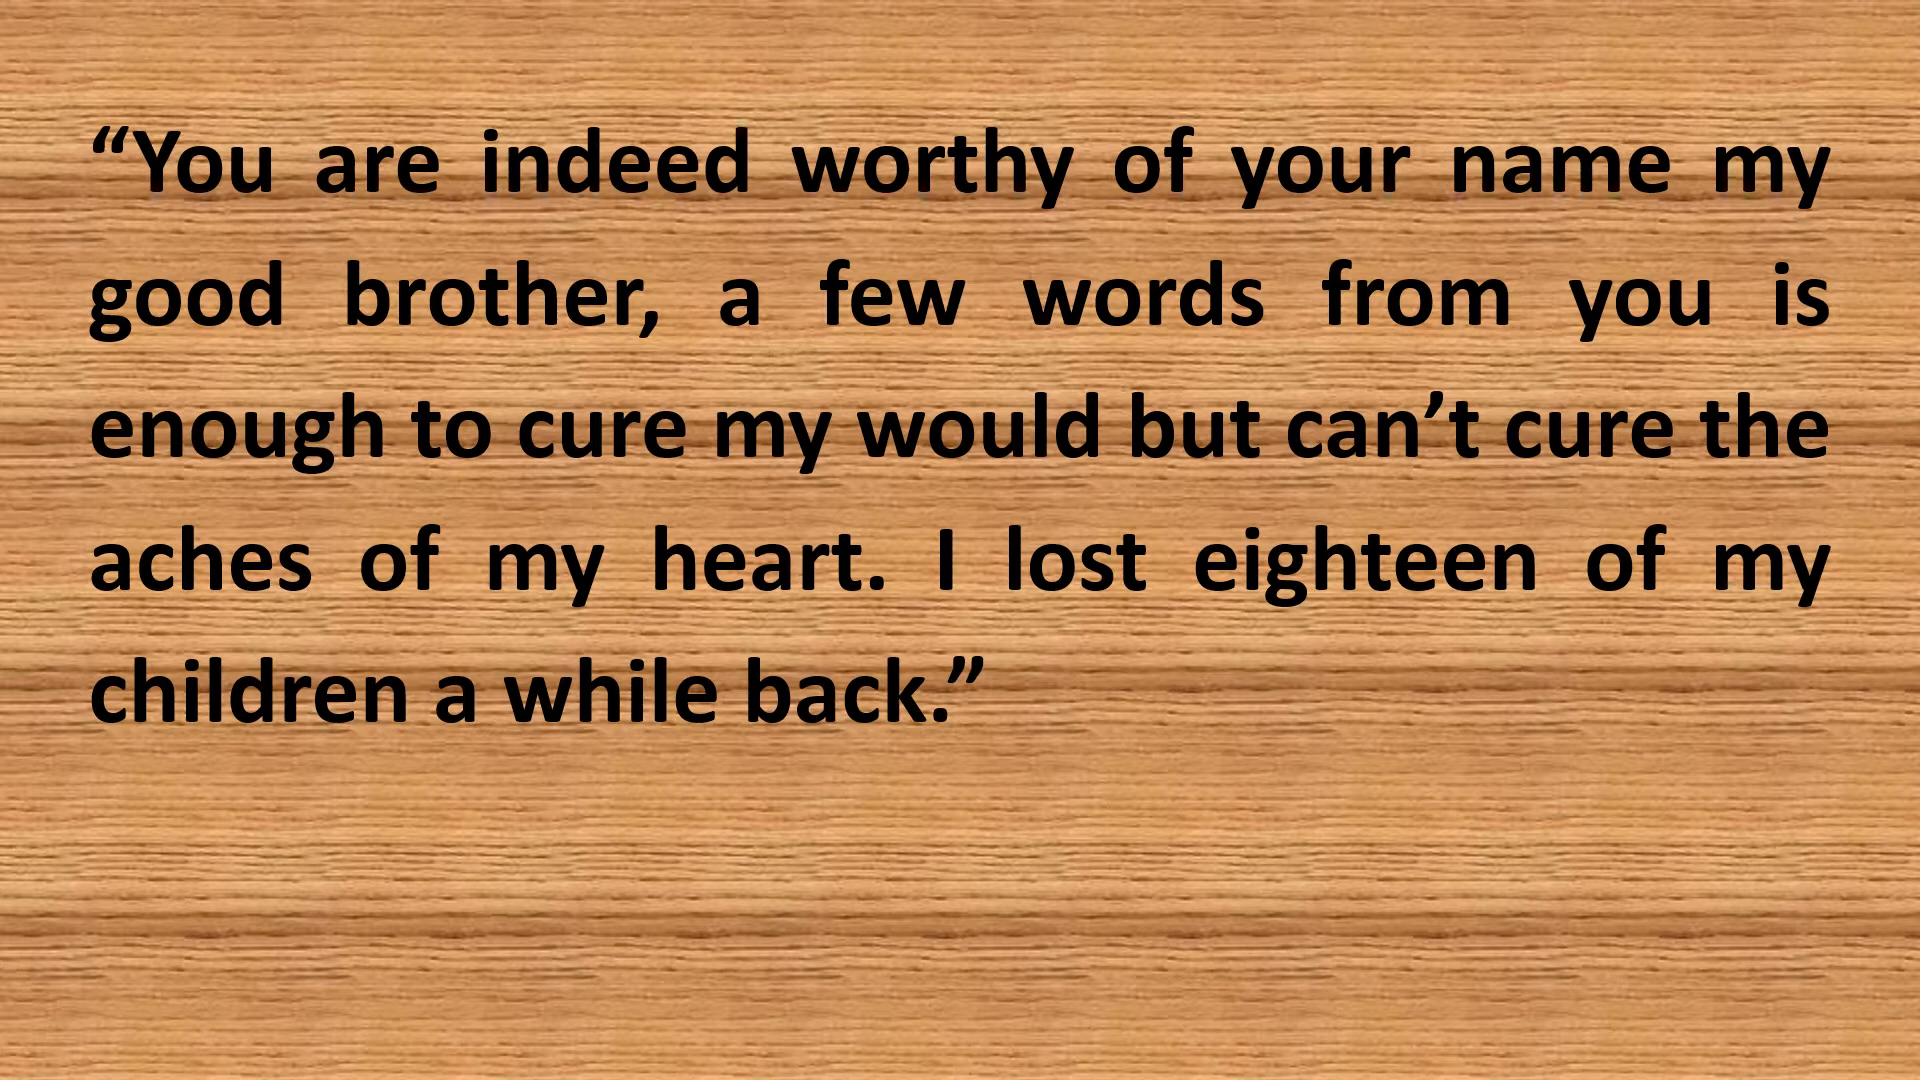 “You are indeed worthy of your name my
good brother, a few words from you is
enough to cure my would but can’t cure the
aches of my heart. I lost eighteen of my
children a while back.”